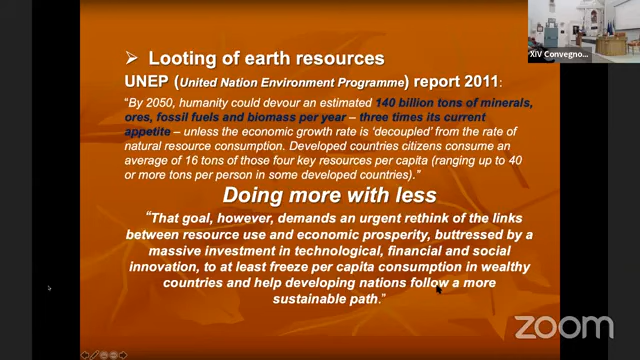 XIV Convegno...
➢ Looting of earth resources
UNEP (United Nation Environment Programme) report 2011:
"By 2050, humanity could devour an estimated 140 billion tons of minerals,
ores, fossil fuels and biomass per year – three times its current
appetite – unless the economic growth rate is 'decoupled' from the rate of
natural resource consumption. Developed countries citizens consume an
average of 16 tons of those four key resources per capita (ranging up to 40
or more tons per person in some developed countries)."
Doing more with less
"That goal, however, demands an urgent rethink of the links
between resource use and economic prosperity, buttressed by a
massive investment in technological, financial and social
innovation, to at least freeze per capita consumption in wealthy
countries and help developing nations follow a more
sustainable path."
zoom